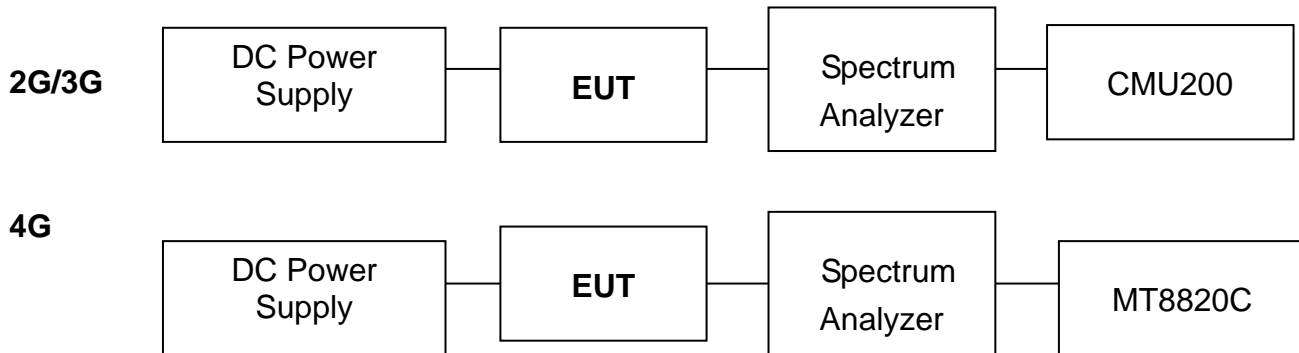 2G/3G
DC Power
Supply
EUT
Spectrum
Analyzer
CMU200
4G
DC Power
Supply
EUT
Spectrum
Analyzer
MT8820C